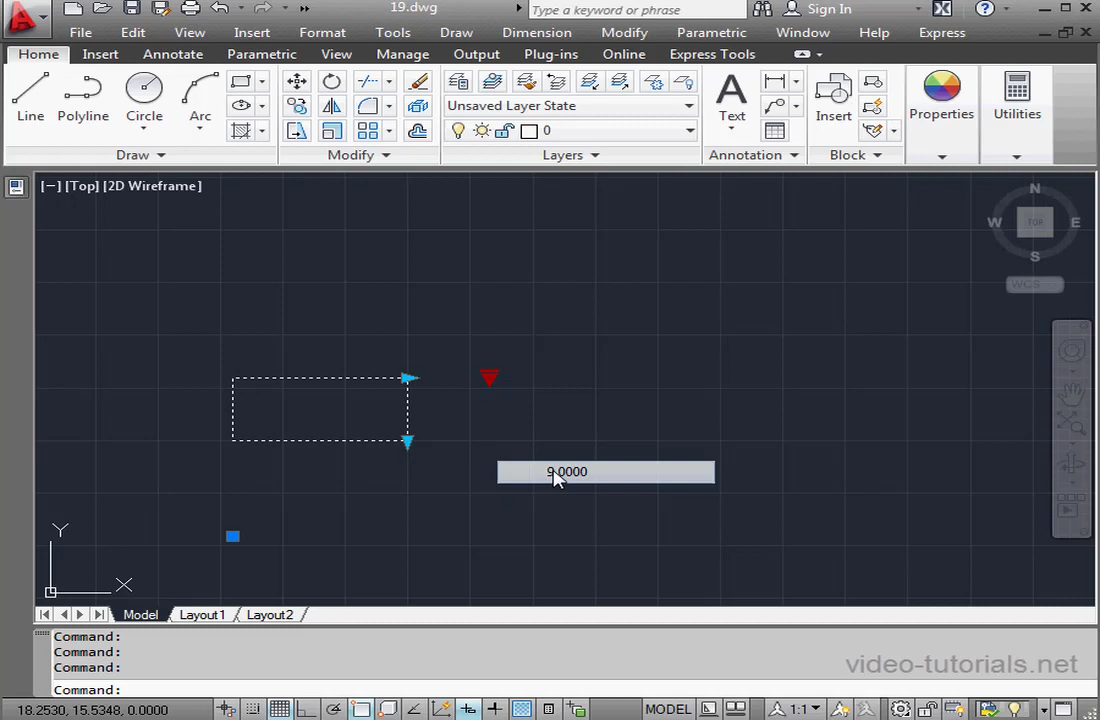 19.dwg
Type a keyword or phrase
Sign In
File Edit View Insert Format Tools Draw Dimension Modify Parametric Window Help Express
Home Insert Annotate Parametric View Manage Output Plug-ins Online Express Tools
Line Polyline Circle Arc
Unsaved Layer State
0
Text
Insert
Properties
Utilities
Draw
Modify
Layers
Annotation
Block
[−] [Top] [2D Wireframe]
N
W TOP E
S
WCS
9.0000
Y
X
Model Layout1 Layout2
Command:
Command:
Command:
video-tutorials.net
Command:
18.2530, 15.5348, 0.0000
MODEL
1:1